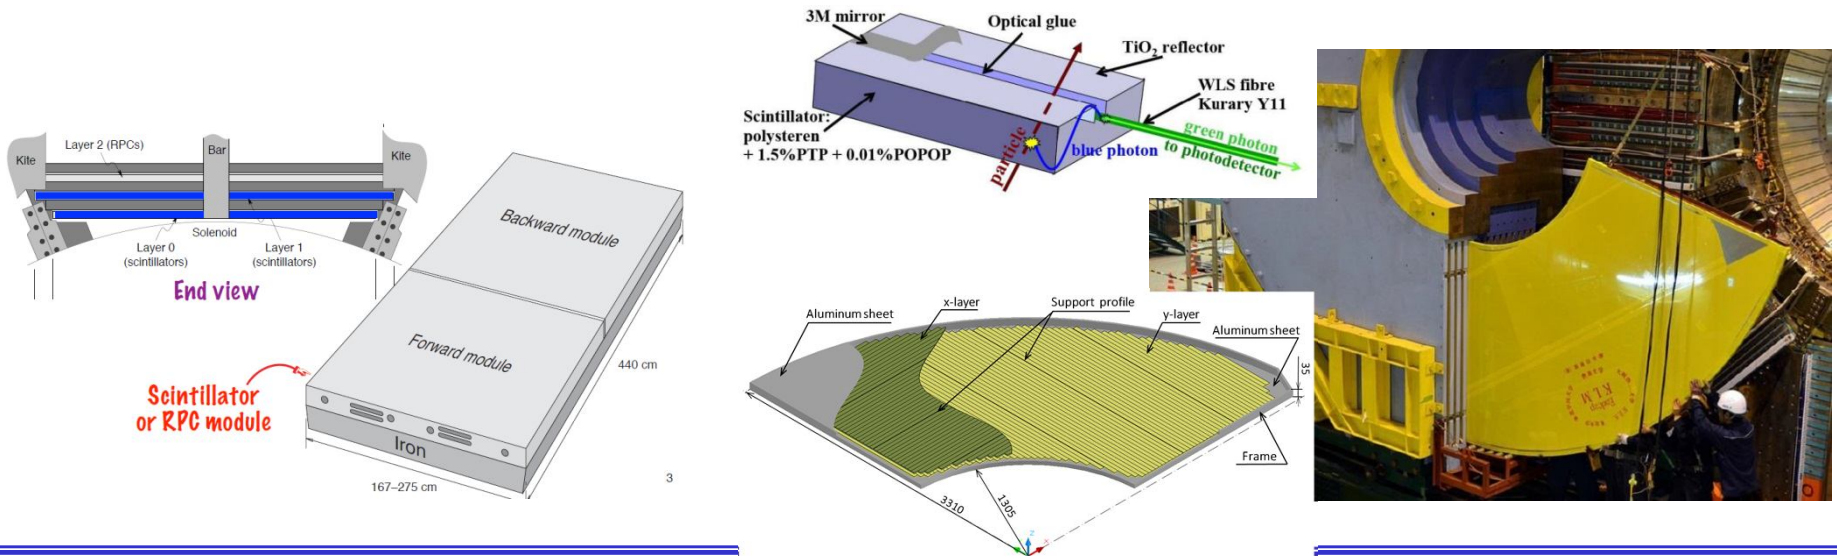 Kite
Layer 2 (RPCs)
Bar
Kite
Layer 0
(scintillators)
Solenoid
Layer 1
(scintillators)
End view
Backward module
Forward module
440 cm
Scintillator
or RPC module
Iron
167–275 cm
3
3M mirror
Optical glue
TiO₂ reflector
WLS fibre
Kurary Y11
Scintillator:
polysteren
+ 1.5%PTP + 0.01%POPOP
particle
blue photon
green photon
to photodetector
Aluminum sheet
x-layer
Support profile
y-layer
Aluminum sheet
35
Frame
3310
1305
z
x
KLM